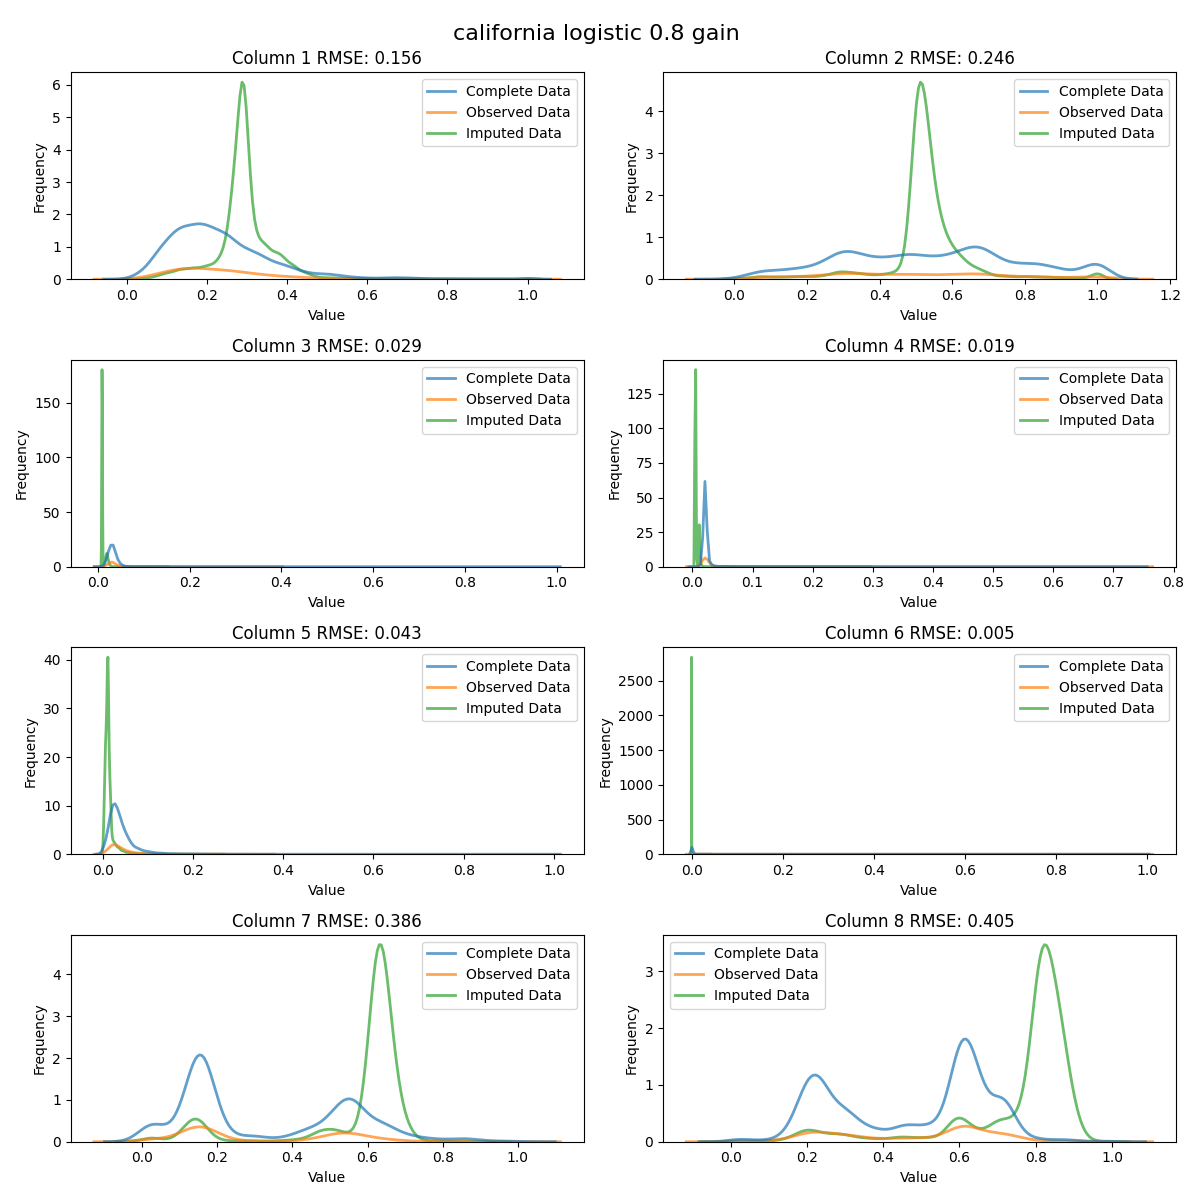 california logistic 0.8 gain
Column 1 RMSE: 0.156
6
5
4
3
2
1
0
Frequency
Complete Data
Observed Data
Imputed Data
0.0 0.2 0.4 0.6 0.8 1.0
Value
Column 2 RMSE: 0.246
4
3
2
1
0
Frequency
Complete Data
Observed Data
Imputed Data
0.0 0.2 0.4 0.6 0.8 1.0 1.2
Value
Column 3 RMSE: 0.029
150
100
50
0
Frequency
Complete Data
Observed Data
Imputed Data
0.0 0.2 0.4 0.6 0.8 1.0
Value
Column 4 RMSE: 0.019
125
100
75
50
25
0
Frequency
Complete Data
Observed Data
Imputed Data
0.0 0.1 0.2 0.3 0.4 0.5 0.6 0.7 0.8
Value
Column 5 RMSE: 0.043
40
30
20
10
0
Frequency
Complete Data
Observed Data
Imputed Data
0.0 0.2 0.4 0.6 0.8 1.0
Value
Column 6 RMSE: 0.005
2500
2000
1500
1000
500
0
Frequency
Complete Data
Observed Data
Imputed Data
0.0 0.2 0.4 0.6 0.8 1.0
Value
Column 7 RMSE: 0.386
4
3
2
1
0
Frequency
Complete Data
Observed Data
Imputed Data
0.0 0.2 0.4 0.6 0.8 1.0
Value
Column 8 RMSE: 0.405
3
2
1
0
Frequency
Complete Data
Observed Data
Imputed Data
0.0 0.2 0.4 0.6 0.8 1.0
Value